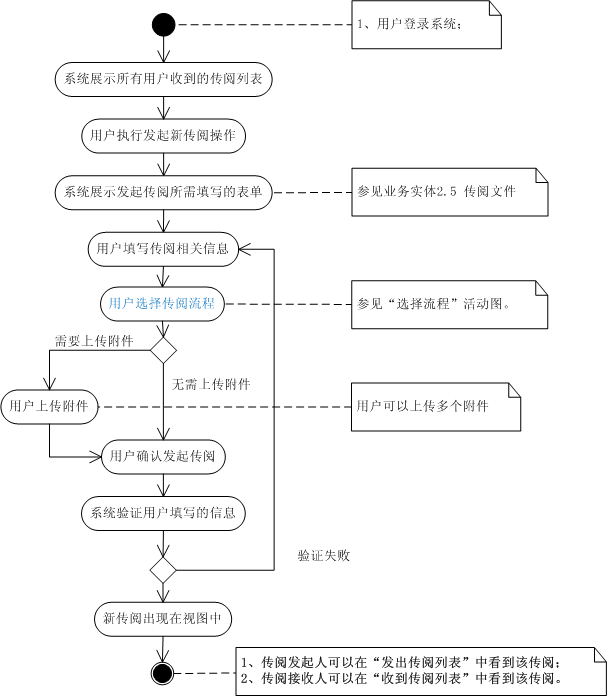 1、用户登录系统；
系统展示所有用户收到的传阅列表
用户执行发起新传阅操作
系统展示发起传阅所需填写的表单
参见业务实体2.5 传阅文件
用户填写传阅相关信息
用户选择传阅流程
参见“选择流程”活动图。
需要上传附件
无需上传附件
用户上传附件
用户可以上传多个附件
用户确认发起传阅
系统验证用户填写的信息
验证失败
新传阅出现在视图中
1、传阅发起人可以在“发出传阅列表”中看到该传阅；
2、传阅接收人可以在“收到传阅列表”中看到该传阅。